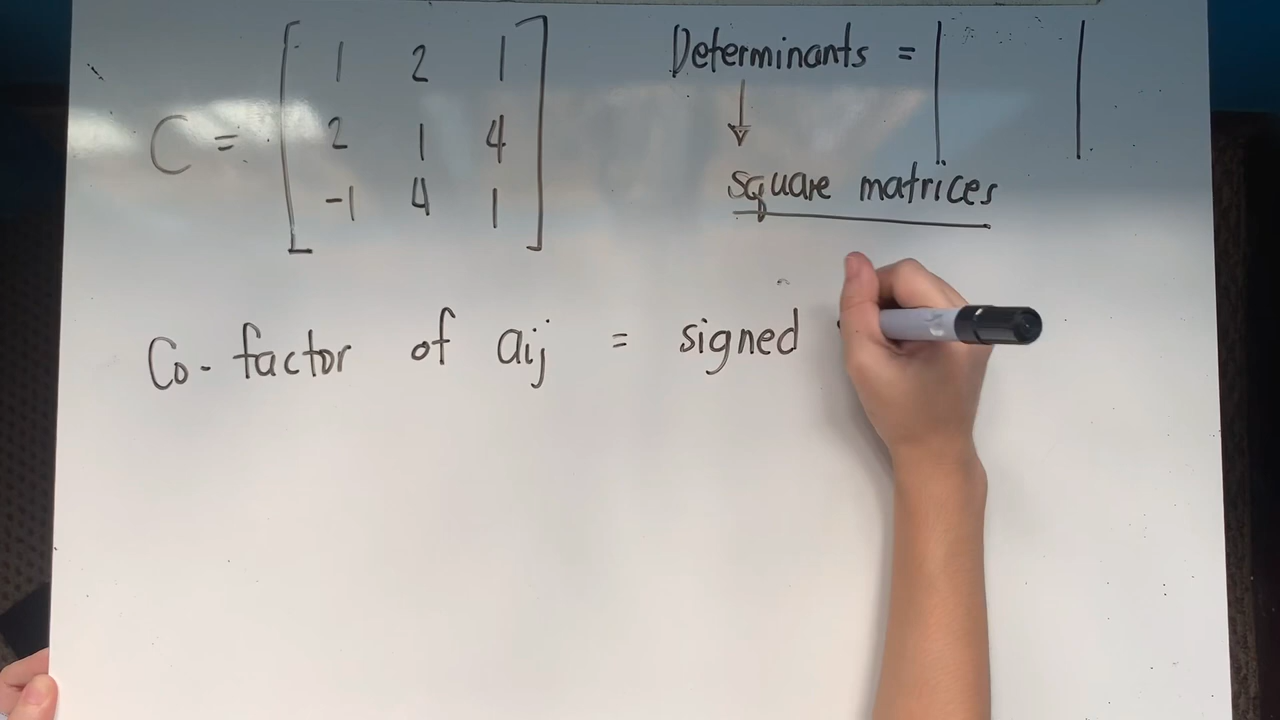 C = [ 1 2 1
2 1 4
-1 4 1 ]
Determinants = | |
↓
square matrices
Co-factor of aij = signed